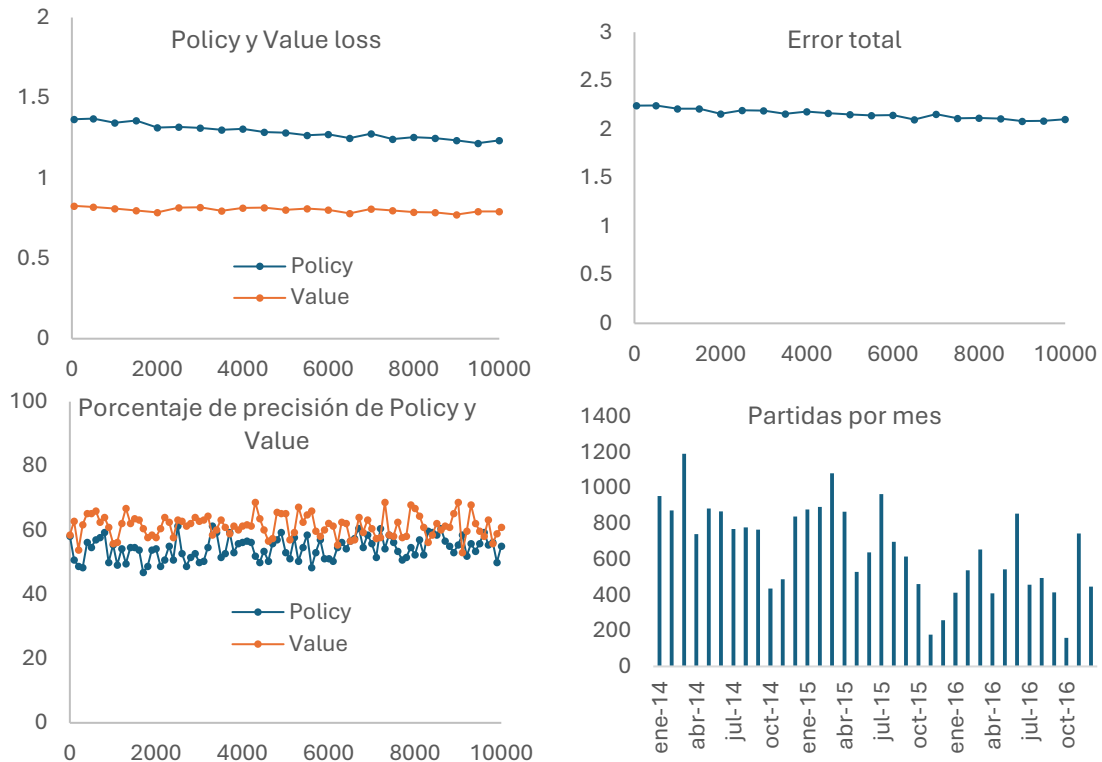 Policy y Value loss
2
1.5
1
0.5
0
Policy
Value
0 2000 4000 6000 8000 10000
Error total
3
2.5
2
1.5
1
0.5
0
0 2000 4000 6000 8000 10000
Porcentaje de precisión de Policy y
Value
100
80
60
40
20
0
Policy
Value
0 2000 4000 6000 8000 10000
Partidas por mes
1400
1200
1000
800
600
400
200
0
ene-14
abr-14
jul-14
oct-14
ene-15
abr-15
jul-15
oct-15
ene-16
abr-16
jul-16
oct-16